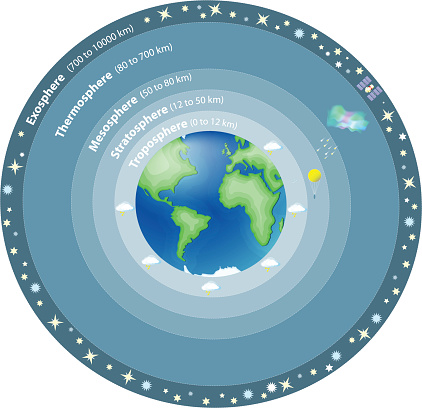 Exosphere (700 to 10000 km)
Thermosphere (80 to 700 km)
Mesosphere (50 to 80 km)
Stratosphere (12 to 50 km)
Troposphere (0 to 12 km)